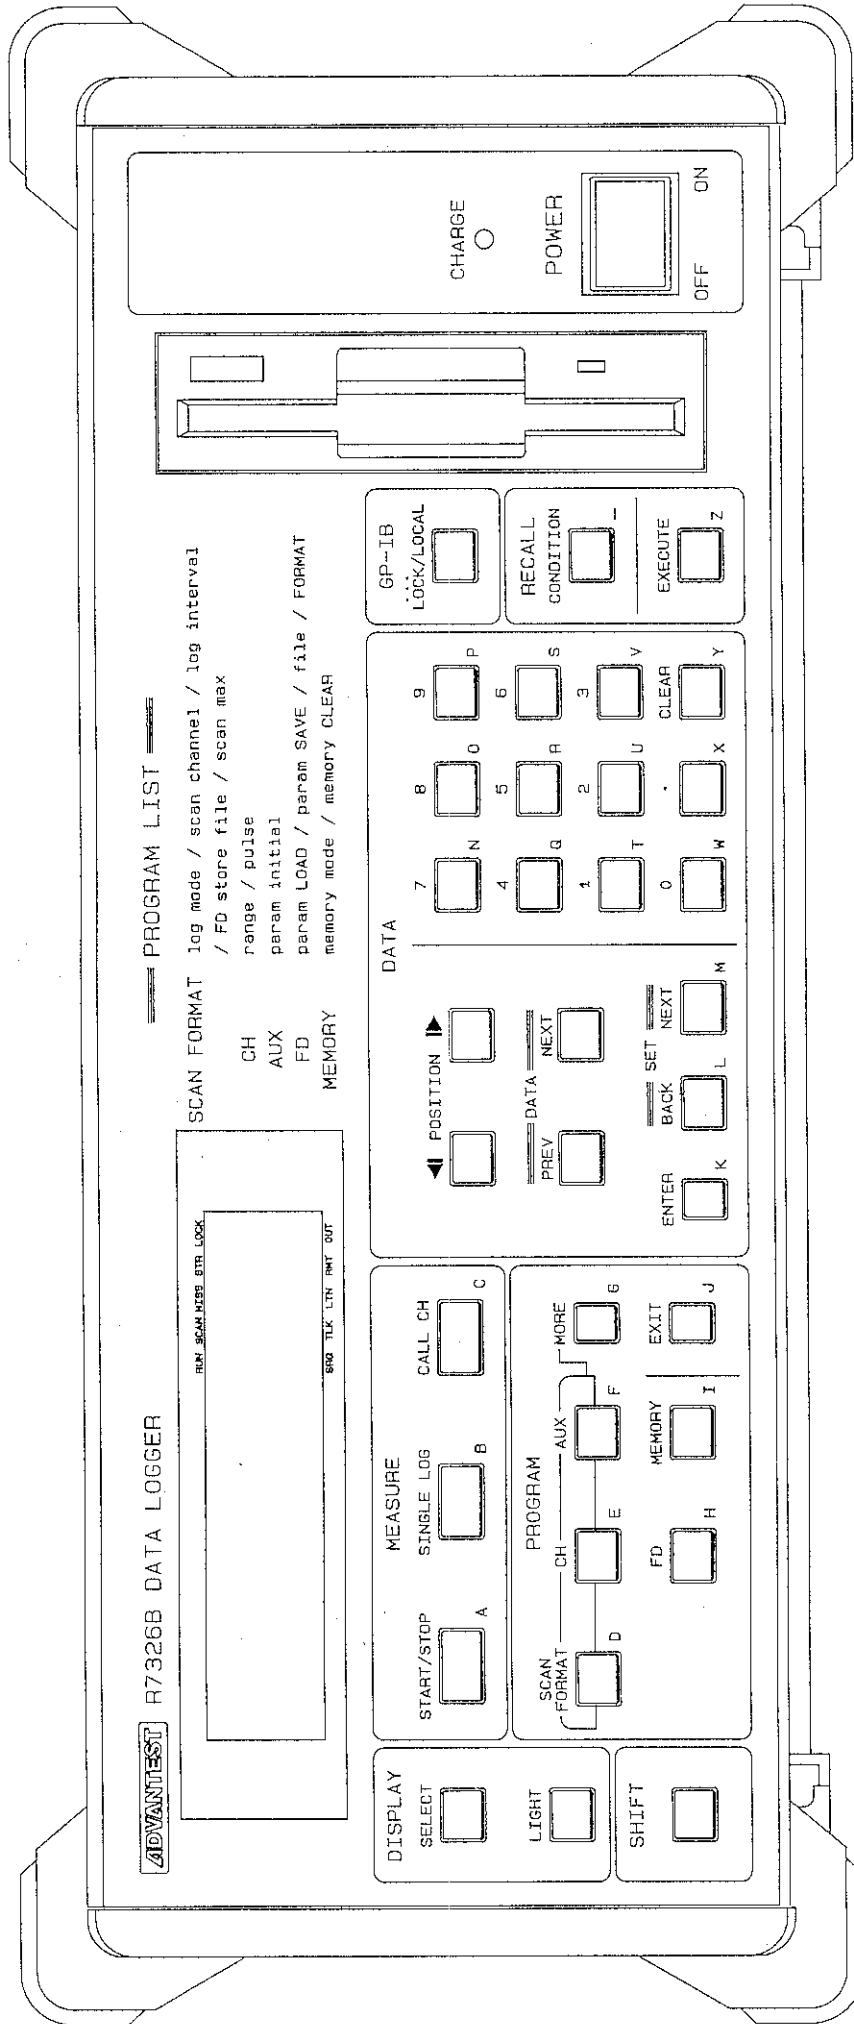 ADVANTEST R7326B DATA LOGGER
RUN SCAN MISS STR LOCK
SRQ TLK LTN RMT OUT
PROGRAM LIST
SCAN FORMAT log mode / scan channel / log interval
/ FD store file / scan max
CH range / pulse
AUX param initial
FD param LOAD / param SAVE / file / FORMAT
MEMORY memory mode / memory CLEAR
DISPLAY
SELECT
LIGHT
SHIFT
MEASURE
START/STOP SINGLE LOG CALL CH
A B C
PROGRAM
SCAN FORMAT CH AUX MORE
D E F G
FD MEMORY EXIT
H I J
DATA
◀ POSITION ▶
PREV DATA NEXT
SET
ENTER BACK NEXT
K L M
7 8 9
N O P
4 5 6
Q R S
1 2 3
T U V
0 . CLEAR
W X Y
GP-IB
LOCK/LOCAL
RECALL
CONDITION
–
EXECUTE
Z
CHARGE
POWER
OFF ON